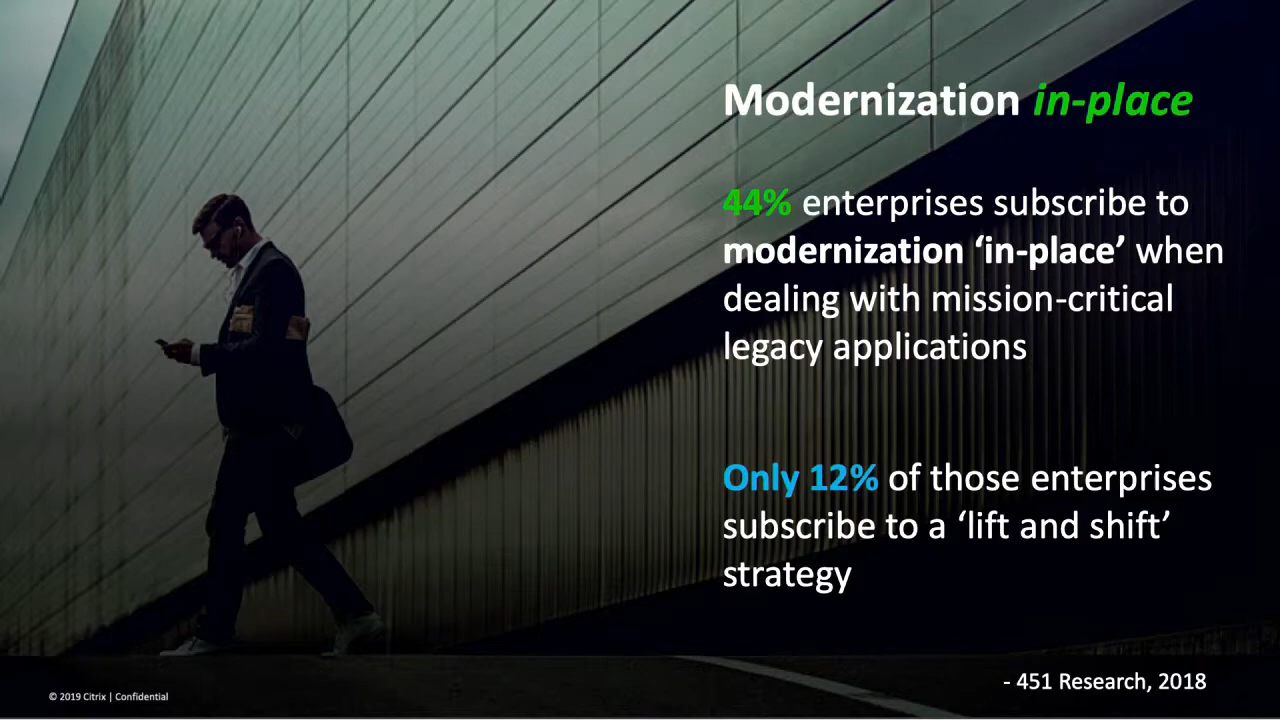 Modernization in-place
44% enterprises subscribe to
modernization ‘in-place’ when
dealing with mission-critical
legacy applications
Only 12% of those enterprises
subscribe to a ‘lift and shift’
strategy
- 451 Research, 2018
© 2019 Citrix | Confidential